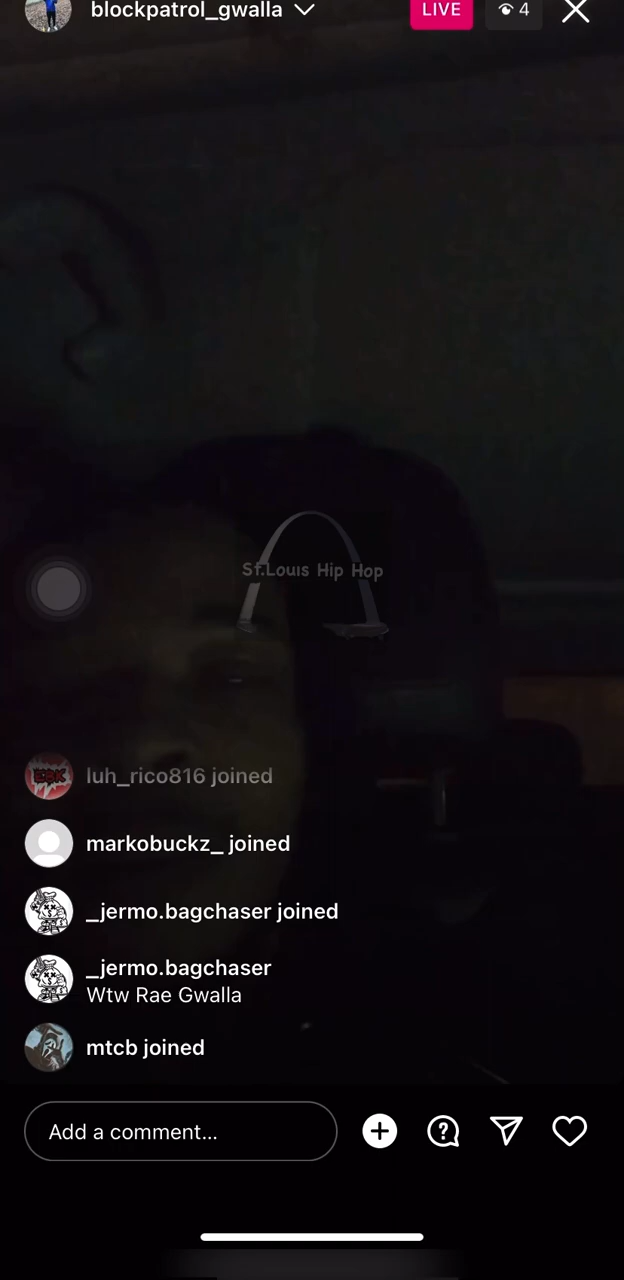 blockpatrol_gwalla
LIVE
4
St.Louis Hip Hop
EBK
luh_rico816 joined
markobuckz_ joined
_jermo.bagchaser joined
_jermo.bagchaser
Wtw Rae Gwalla
mtcb joined
Add a comment...